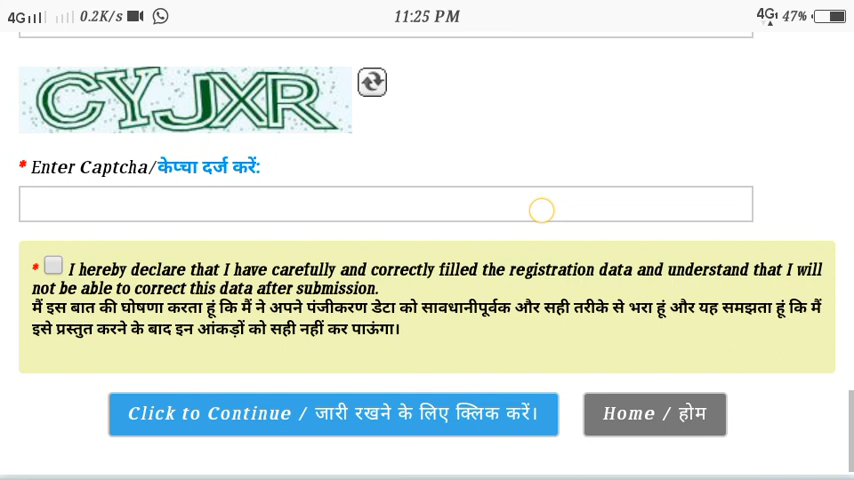 4G 0.2K/s 11:25 PM 4G 47%
CYJXR
* Enter Captcha/केप्चा दर्ज करें:
* I hereby declare that I have carefully and correctly filled the registration data and understand that I will
not be able to correct this data after submission.
मैं इस बात की घोषणा करता हूं कि मैं ने अपने पंजीकरण डेटा को सावधानीपूर्वक और सही तरीके से भरा हूं और यह समझता हूं कि मैं
इसे प्रस्तुत करने के बाद इन आंकड़ों को सही नहीं कर पाऊंगा।
Click to Continue / जारी रखने के लिए क्लिक करें। Home / होम